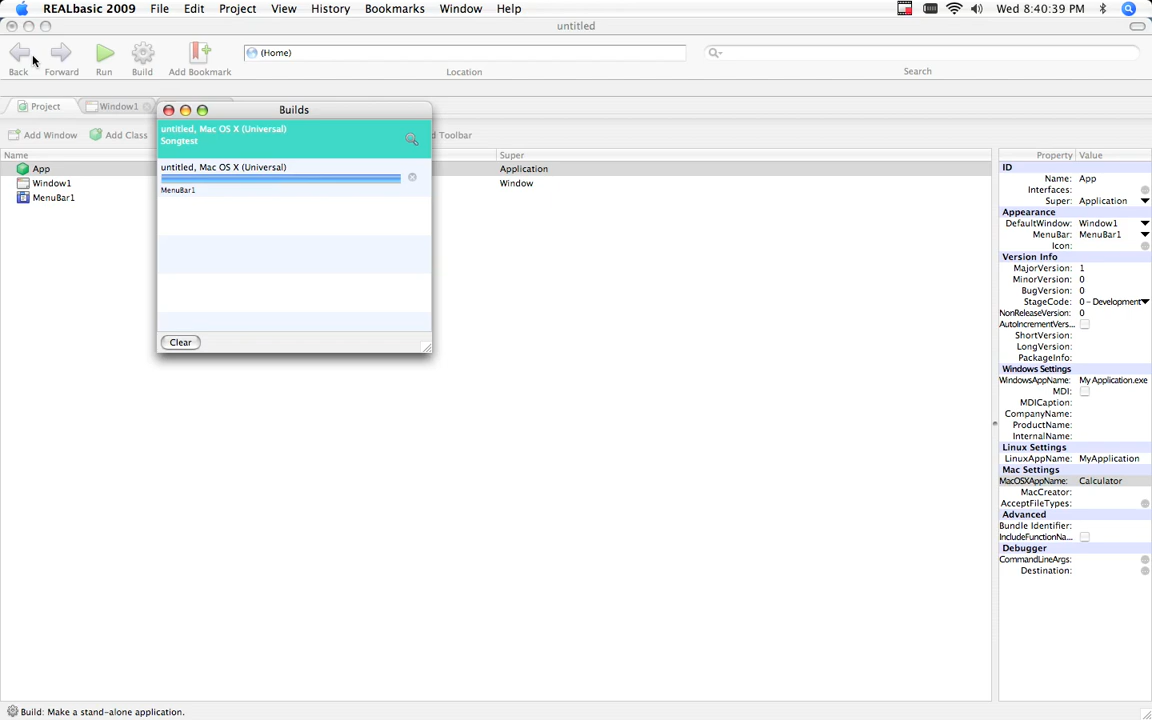 REALbasic 2009 File Edit Project View History Bookmarks Window Help Wed 8:40:39 PM
untitled
(Home)
Back Forward Run Build Add Bookmark Location Search
Project Window1
Builds
Add Window Add Class d Toolbar
untitled, Mac OS X (Universal)
Songtest
Name Super Property Value
App Application
Window1 Window
MenuBar1
untitled, Mac OS X (Universal)
MenuBar1
Clear
ID
Name: App
Interfaces:
Super: Application
Appearance
DefaultWindow: Window1
MenuBar: MenuBar1
Icon:
Version Info
MajorVersion: 1
MinorVersion: 0
BugVersion: 0
StageCode: 0 – Development
NonReleaseVersion: 0
AutoIncrementVers...
ShortVersion:
LongVersion:
PackageInfo:
Windows Settings
WindowsAppName: My Application.exe
MDI:
MDICaption:
CompanyName:
ProductName:
InternalName:
Linux Settings
LinuxAppName: MyApplication
Mac Settings
MacOSXAppName: Calculator
MacCreator:
AcceptFileTypes:
Advanced
Bundle Identifier:
IncludeFunctionNa...
Debugger
CommandLineArgs:
Destination:
Build: Make a stand-alone application.